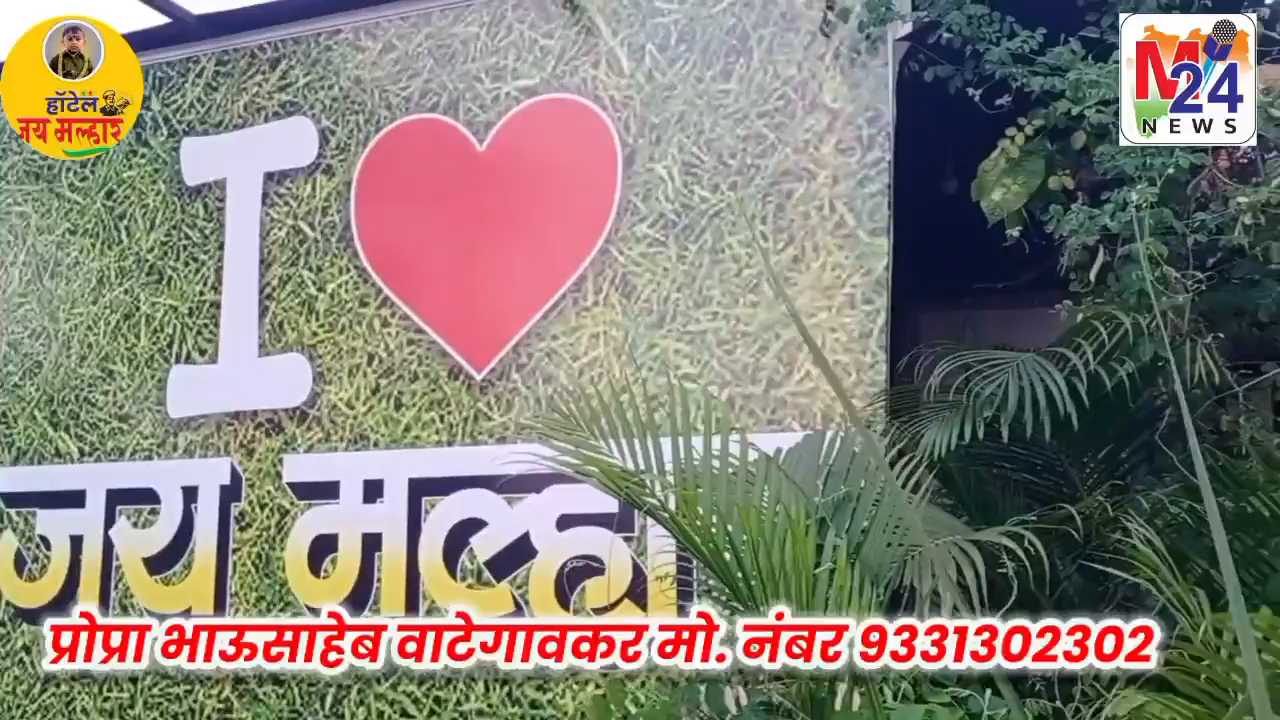 हॉटेल
जय मल्हार
M24
NEWS
I
जय मल्हा
प्रोप्रा भाऊसाहेब वाटेगावकर मो. नंबर 9331302302